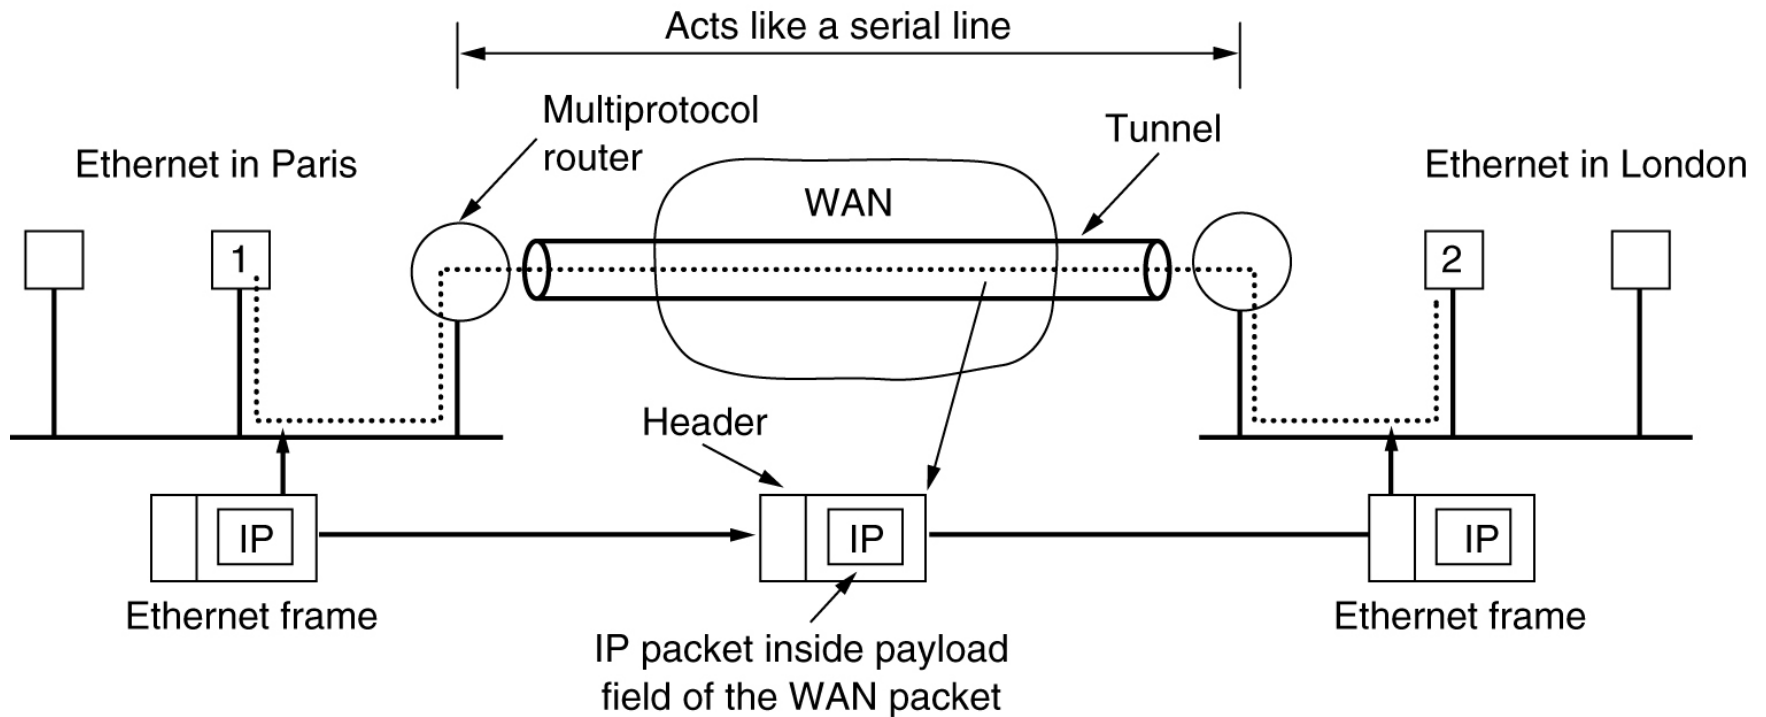 Acts like a serial line
Multiprotocol
router
Tunnel
Ethernet in Paris
Ethernet in London
WAN
1
2
Header
IP
IP
IP
Ethernet frame
Ethernet frame
IP packet inside payload
field of the WAN packet